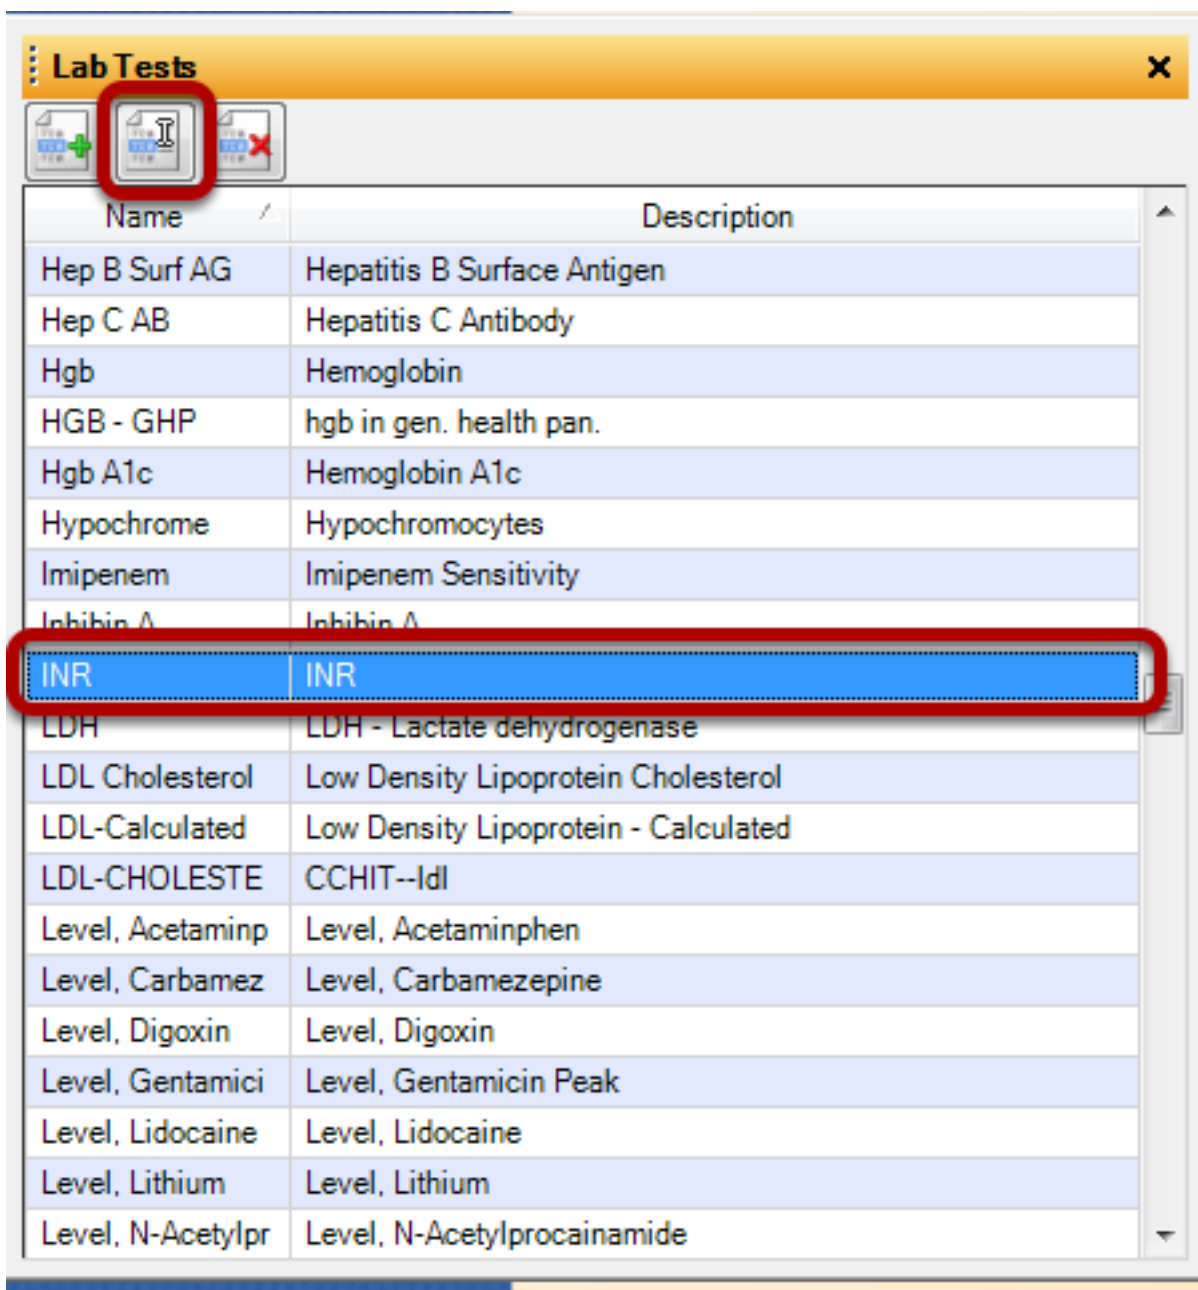 Lab Tests
Name Description
Hep B Surf AG Hepatitis B Surface Antigen
Hep C AB Hepatitis C Antibody
Hgb Hemoglobin
HGB - GHP hgb in gen. health pan.
Hgb A1c Hemoglobin A1c
Hypochrome Hypochromocytes
Imipenem Imipenem Sensitivity
Inhibin A Inhibin A
INR INR
LDH LDH - Lactate dehydrogenase
LDL Cholesterol Low Density Lipoprotein Cholesterol
LDL-Calculated Low Density Lipoprotein - Calculated
LDL-CHOLESTE CCHIT--ldl
Level, Acetaminp Level, Acetaminphen
Level, Carbamez Level, Carbamezepine
Level, Digoxin Level, Digoxin
Level, Gentamici Level, Gentamicin Peak
Level, Lidocaine Level, Lidocaine
Level, Lithium Level, Lithium
Level, N-Acetylpr Level, N-Acetylprocainamide